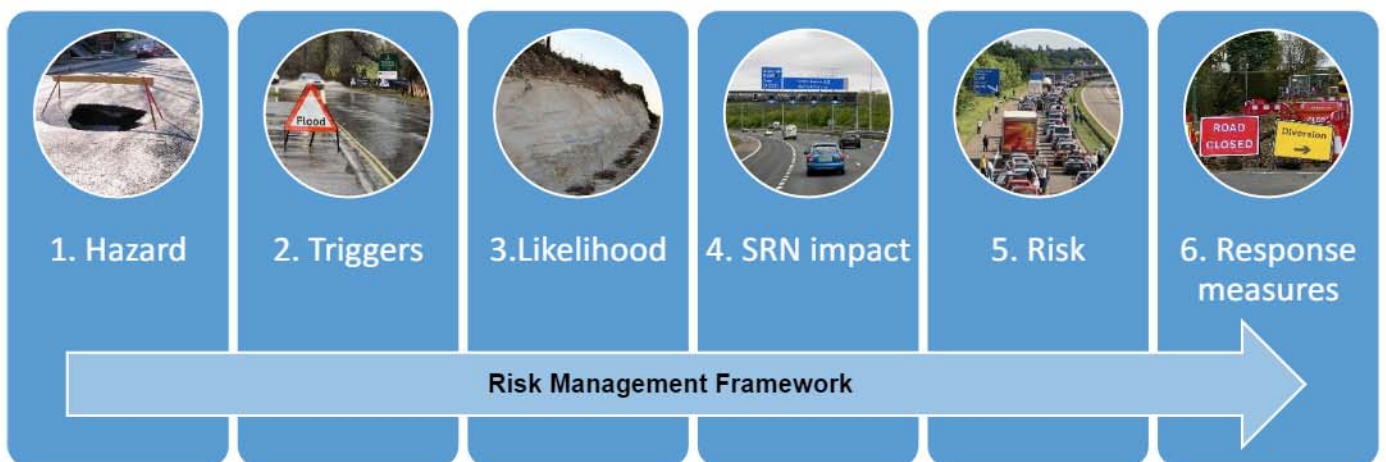 Flood
ROAD
CLOSED
Diversion
1. Hazard
2. Triggers
3.Likelihood
4. SRN impact
5. Risk
6. Response
measures
Risk Management Framework